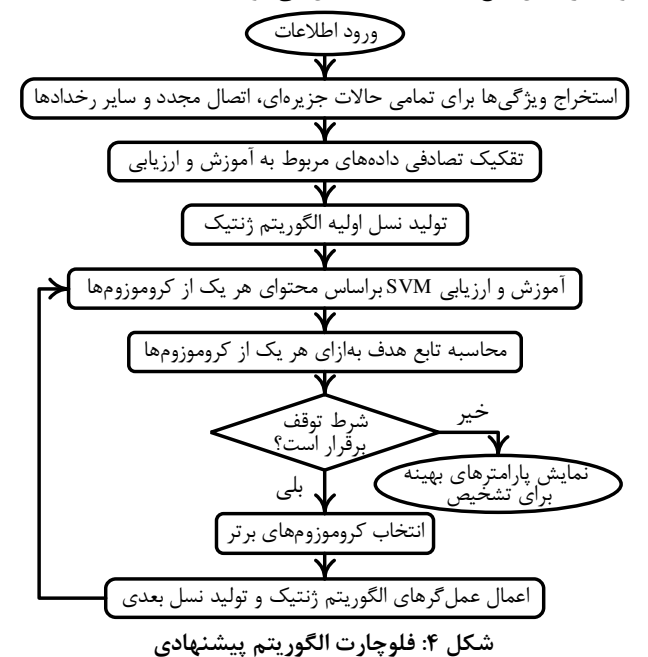 ورود اطلاعات
استخراج ویژگی‌ها برای تمامی حالات جزیره‌ای، اتصال مجدد و سایر رخدادها
تفکیک تصادفی داده‌های مربوط به آموزش و ارزیابی
تولید نسل اولیه الگوریتم ژنتیک
آموزش و ارزیابی SVM براساس محتوای هر یک از کروموزوم‌ها
محاسبه تابع هدف به‌ازای هر یک از کروموزوم‌ها
شرط توقف
برقرار است؟
خیر
نمایش پارامترهای بهینه
برای تشخیص
بلی
انتخاب کروموزوم‌های برتر
اعمال عمل‌گرهای الگوریتم ژنتیک و تولید نسل بعدی
شکل ۴: فلوچارت الگوریتم پیشنهادی